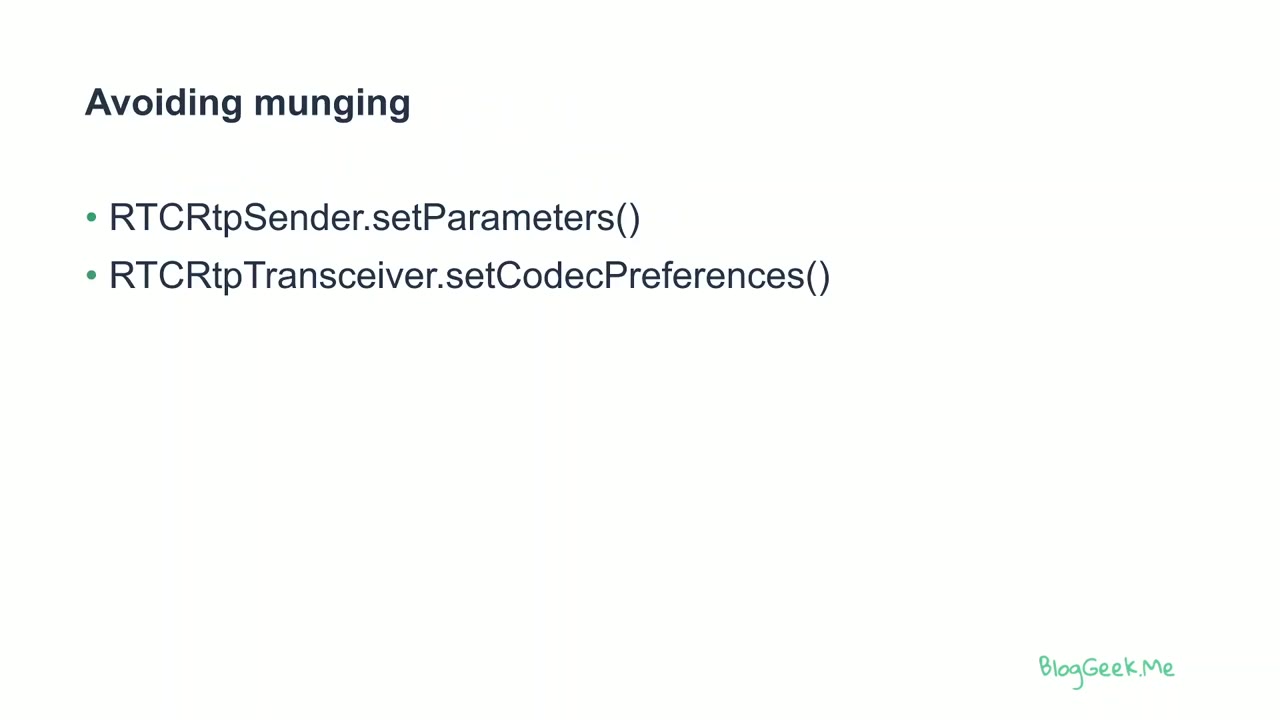 Avoiding munging
• RTCRtpSender.setParameters()
• RTCRtpTransceiver.setCodecPreferences()
BlogGeek.Me